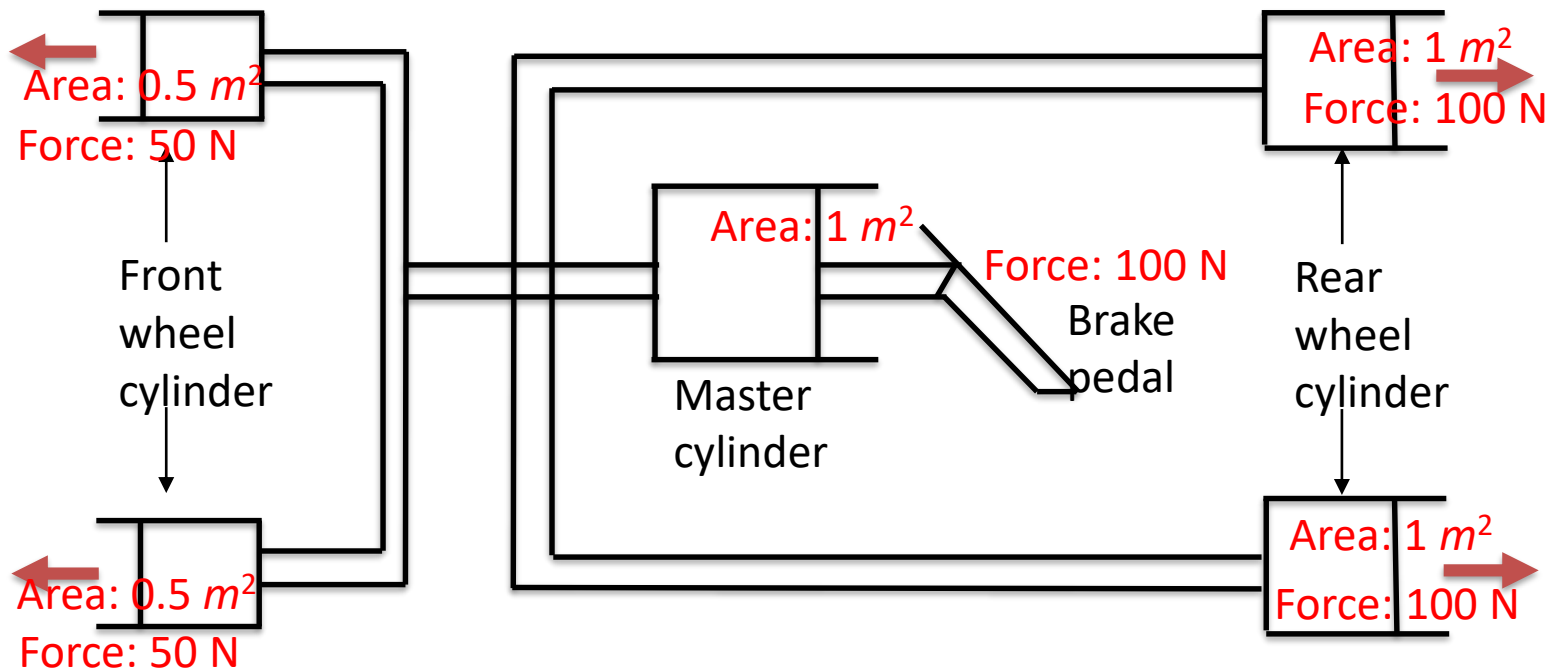 Area: 0.5 m²
Force: 50 N
Area: 1 m²
Force: 100 N
Front
wheel
cylinder
Area: 1 m²
Force: 100 N
Brake
pedal
Master
cylinder
Rear
wheel
cylinder
Area: 0.5 m²
Force: 50 N
Area: 1 m²
Force: 100 N